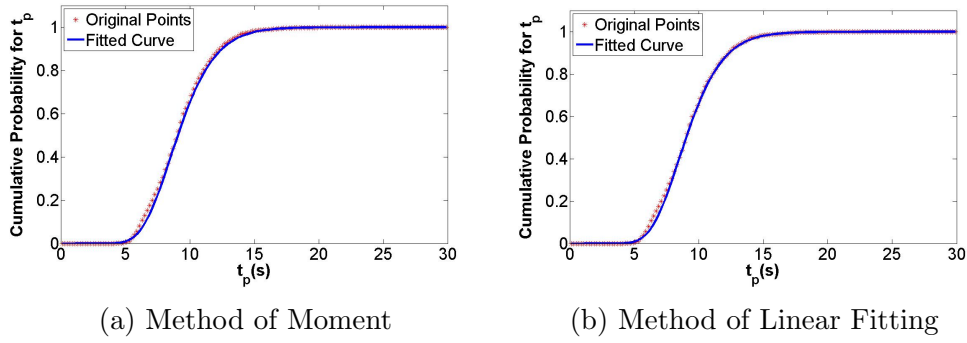 Original Points
Fitted Curve
Cumulative Probability for t_p
1
0.8
0.6
0.4
0.2
0
0 5 10 15 20 25 30
t_p(s)
(a) Method of Moment
Original Points
Fitted Curve
Cumulative Probability for t_p
1
0.8
0.6
0.4
0.2
0
0 5 10 15 20 25 30
t_p(s)
(b) Method of Linear Fitting